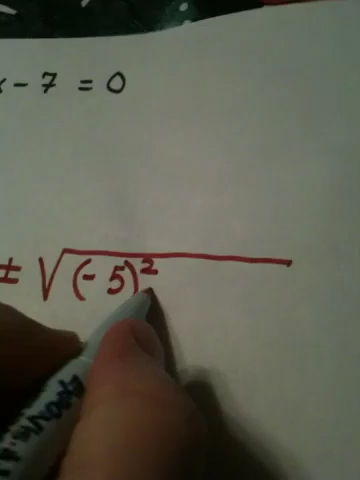 - 7 = 0
± √(-5)²